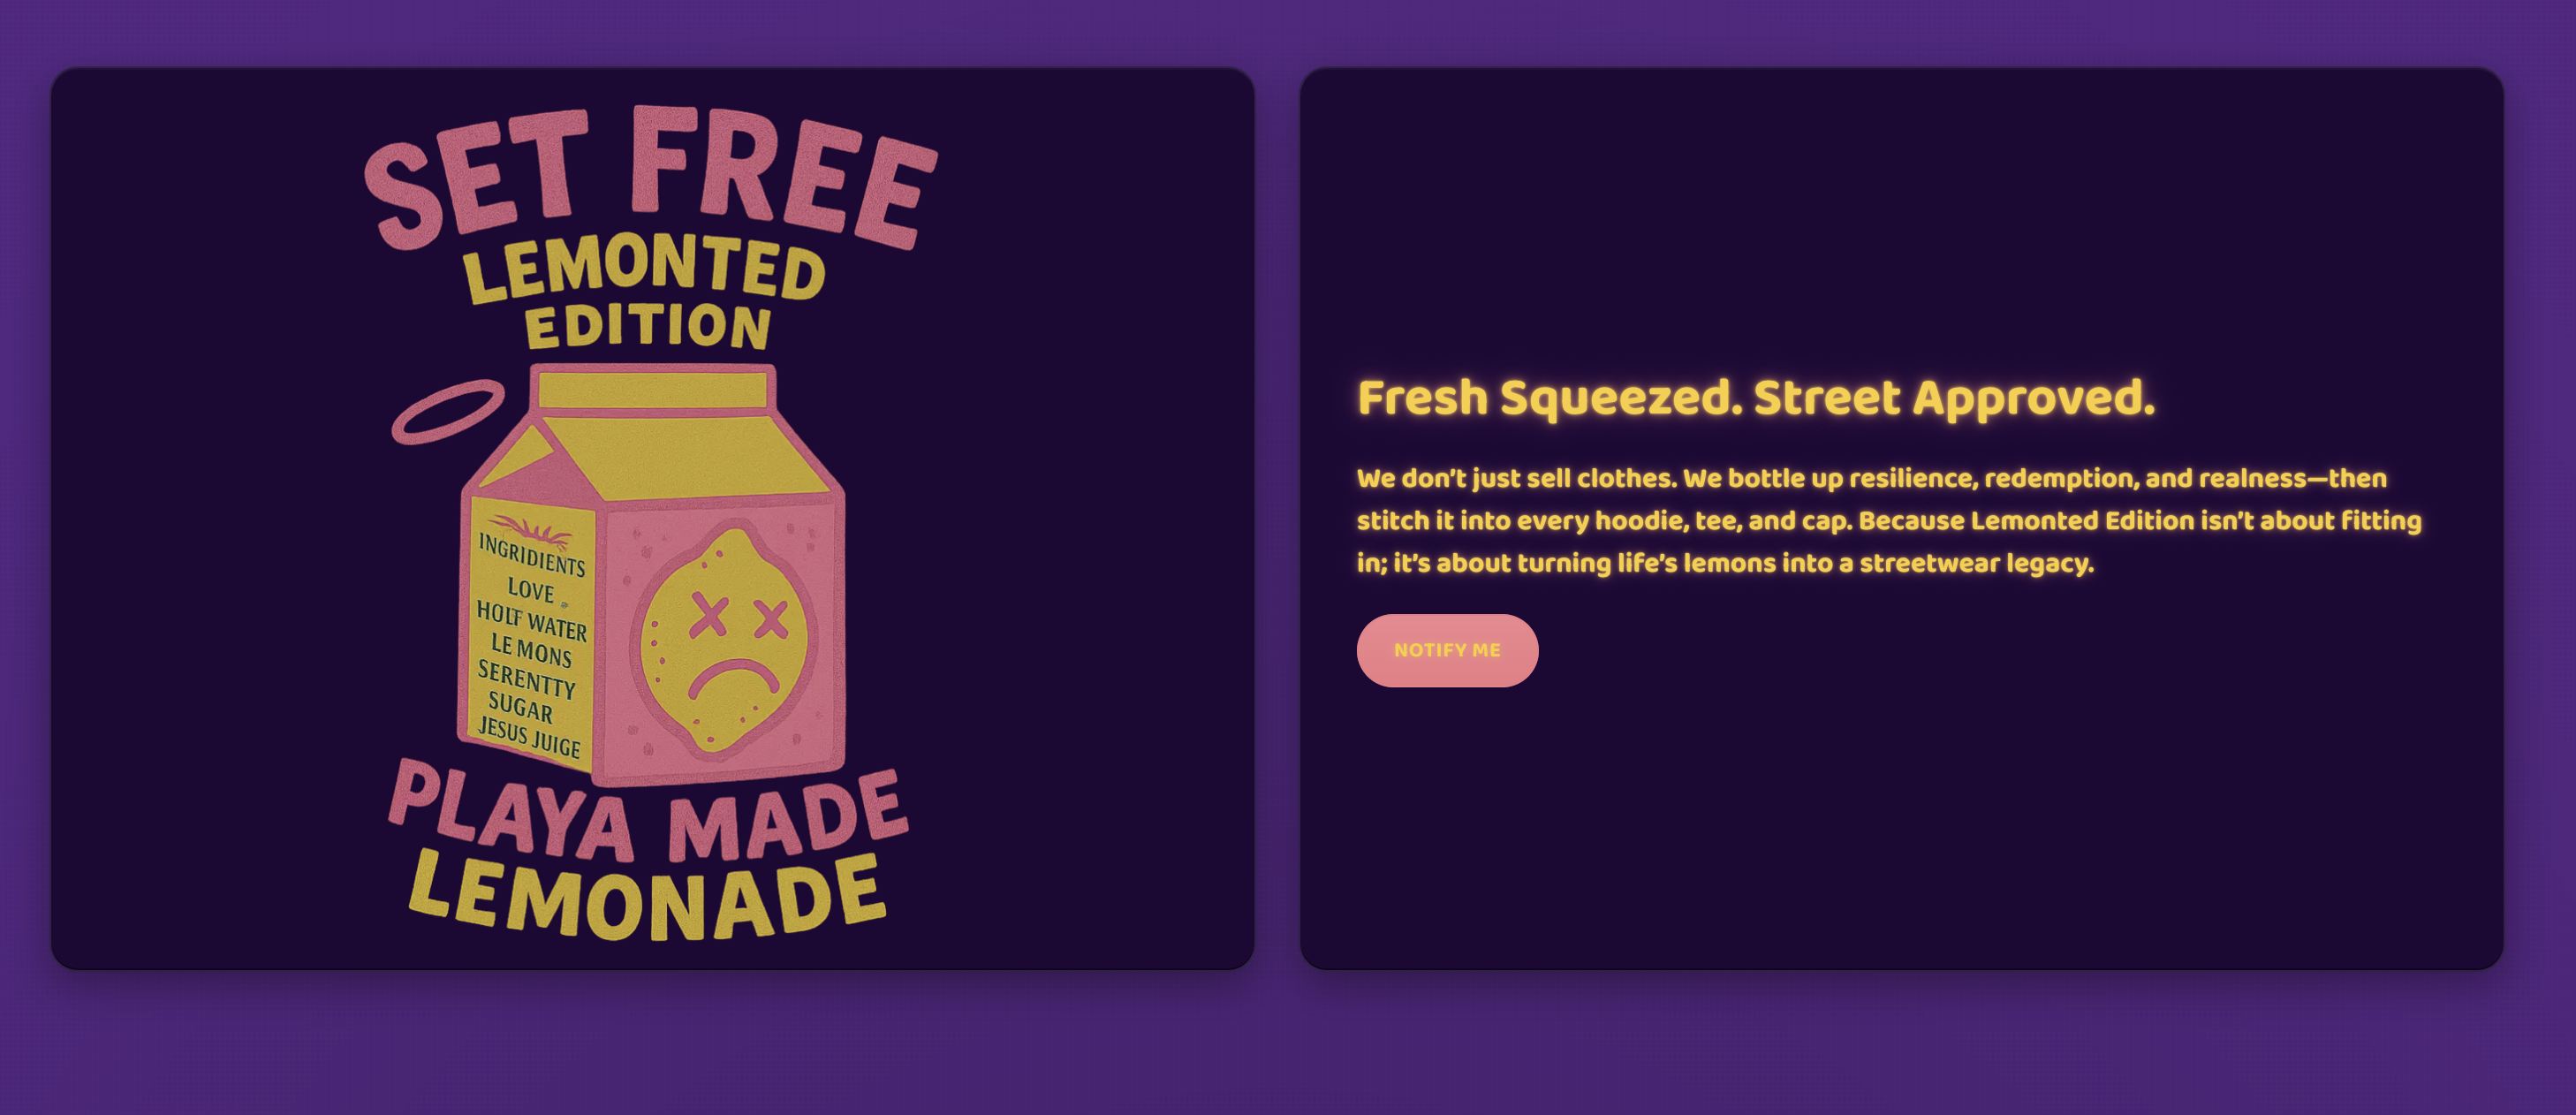 SET FREE
LEMONTED
EDITION
INGRIDIENTS
LOVE
HOLF WATER
LE MONS
SERENTTY
SUGAR
JESUS JUIGE
PLAYA MADE
LEMONADE
Fresh Squeezed. Street Approved.
We don’t just sell clothes. We bottle up resilience, redemption, and realness—then
stitch it into every hoodie, tee, and cap. Because Lemonted Edition isn’t about fitting
in; it’s about turning life’s lemons into a streetwear legacy.
NOTIFY ME